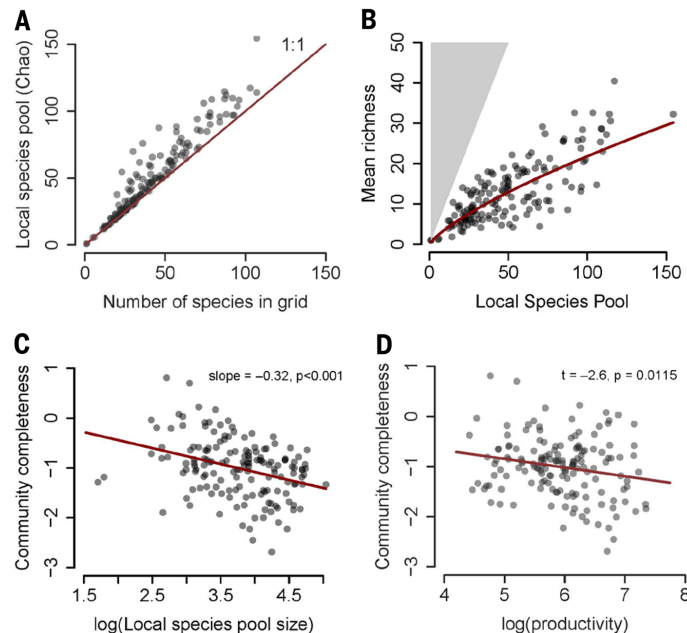 A
Local species pool (Chao)
150
100
50
0
1:1
0
50
100
150
Number of species in grid
B
Mean richness
50
40
30
20
10
0
0
50
100
150
Local Species Pool
C
Community completeness
1
0
−1
−2
−3
slope = −0.32, p<0.001
1.5
2.5
3.5
4.5
log(Local species pool size)
D
Community completeness
1
0
−1
−2
−3
t = −2.6, p = 0.0115
4
5
6
7
8
log(productivity)